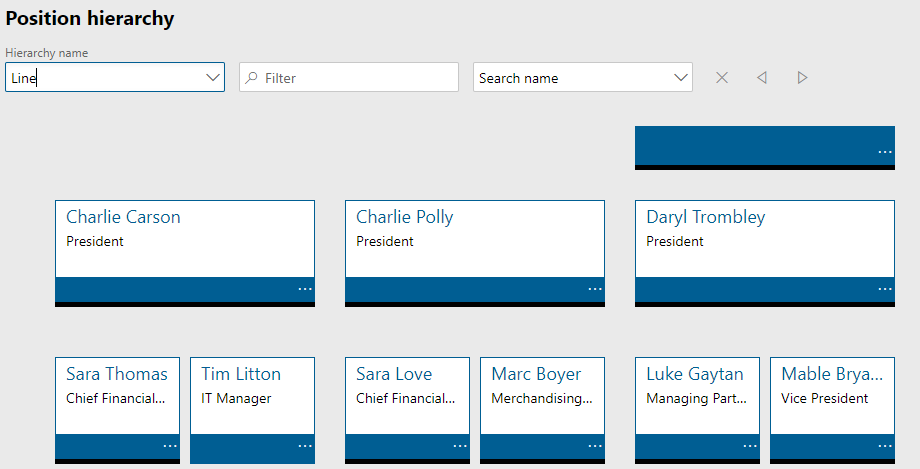 Position hierarchy
Hierarchy name
Line
Filter
Search name
...
Charlie Carson
President
...
Charlie Polly
President
...
Daryl Trombley
President
...
Sara Thomas
Chief Financial...
...
Tim Litton
IT Manager
...
Sara Love
Chief Financial...
...
Marc Boyer
Merchandising...
...
Luke Gaytan
Managing Part...
...
Mable Brya...
Vice President
...